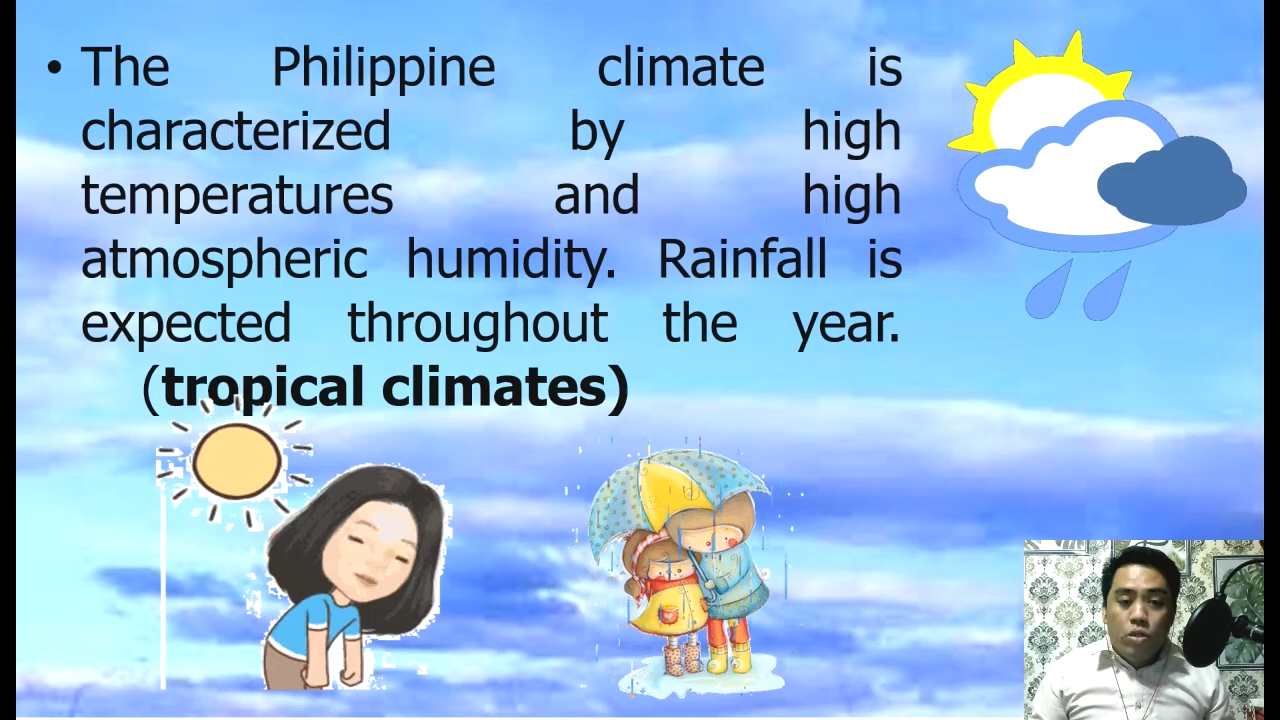 • The Philippine climate is
characterized by high
temperatures and high
atmospheric humidity. Rainfall is
expected throughout the year.
(tropical climates)